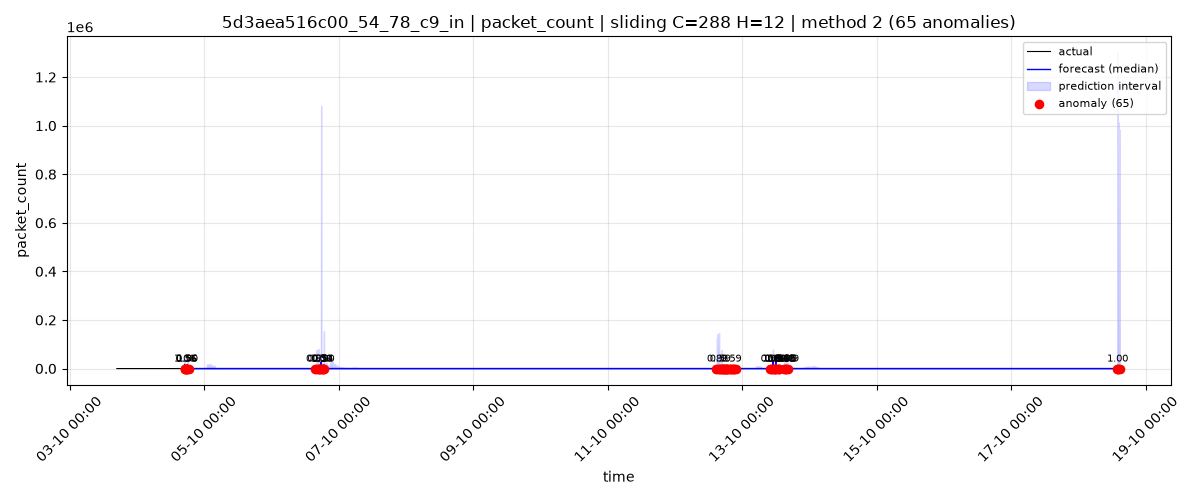 5d3aea516c00_54_78_c9_in | packet_count | sliding C=288 H=12 | method 2 (65 anomalies)
1e6
actual
forecast (median)
prediction interval
anomaly (65)
1.2
1.0
0.8
0.6
0.4
0.2
0.0
packet_count
1.00
03-10 00:00
05-10 00:00
07-10 00:00
09-10 00:00
11-10 00:00
13-10 00:00
15-10 00:00
17-10 00:00
19-10 00:00
time